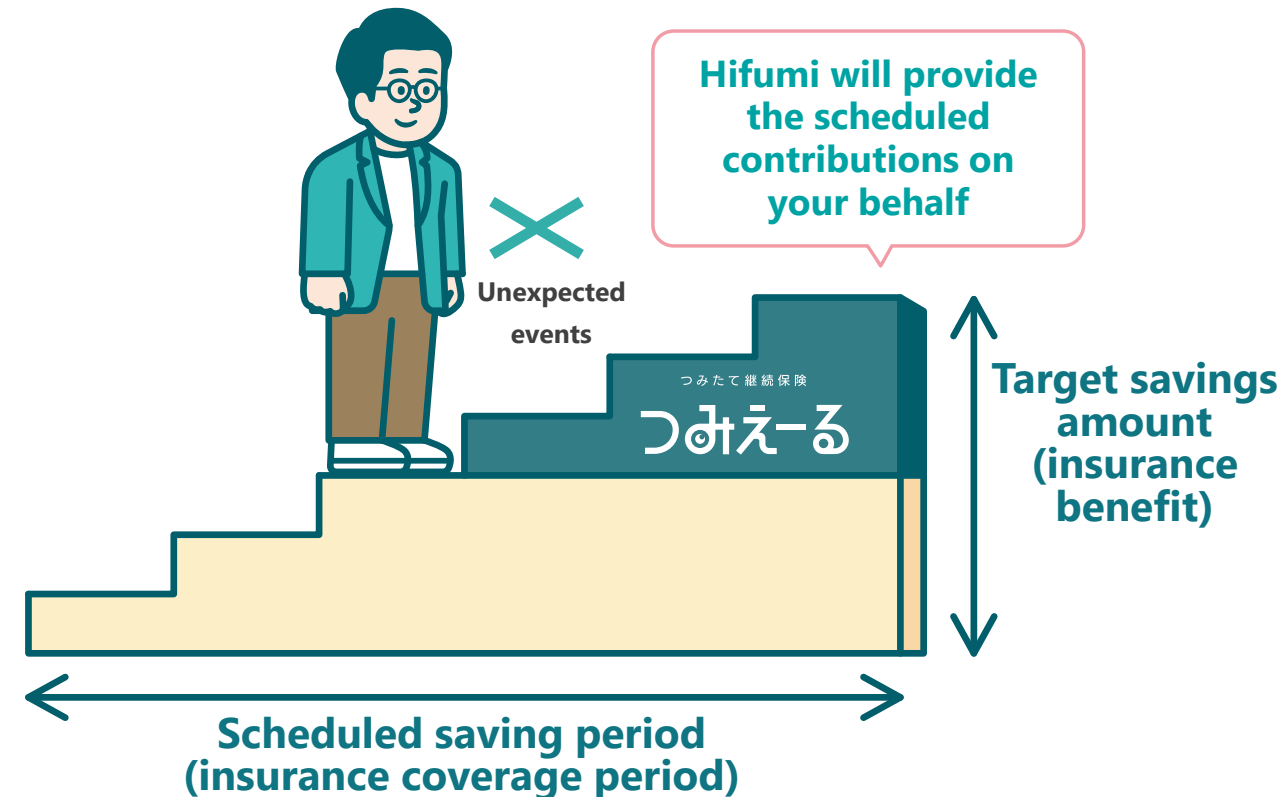 Hifumi will provide
the scheduled
contributions on
your behalf
Unexpected
events
つみたて継続保険
つみえーる
Target savings
amount
(insurance
benefit)
Scheduled saving period
(insurance coverage period)